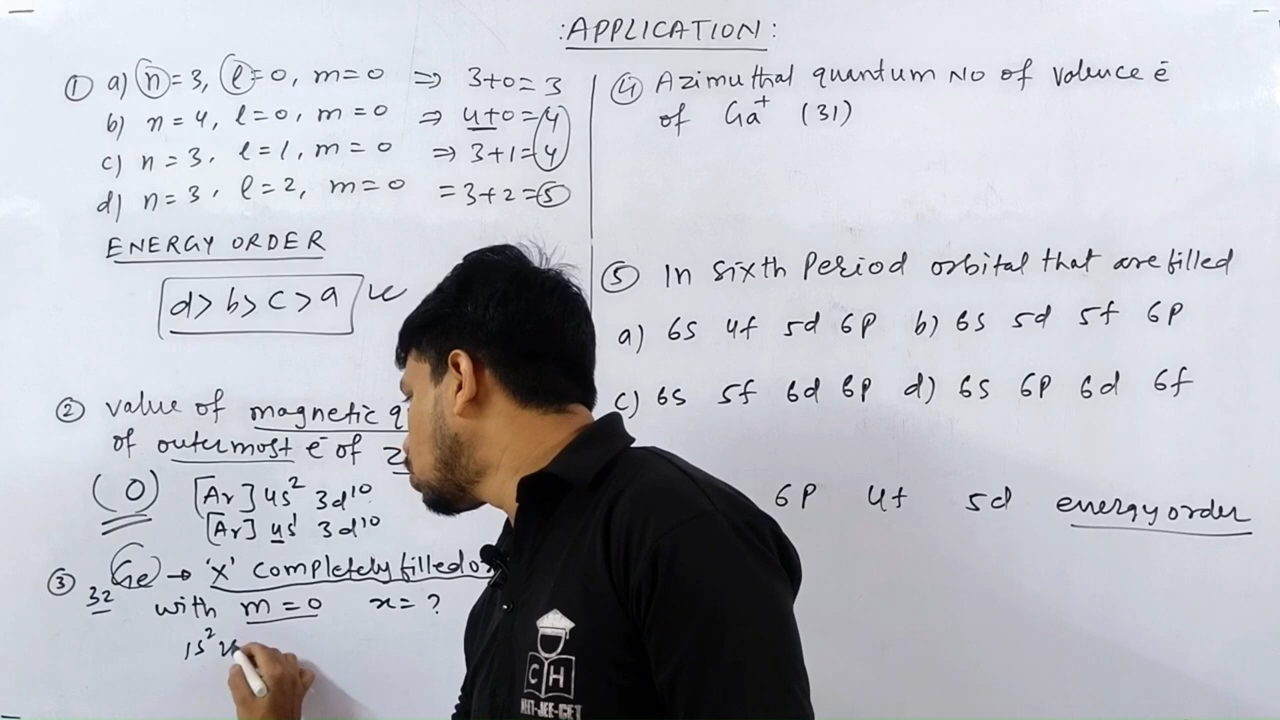 : APPLICATION :
① a) n = 3, l = 0, m = 0 ⇒ 3+0 = 3
b) n = 4, l = 0, m = 0 ⇒ 4+0 = 4
c) n = 3, l = 1, m = 0 ⇒ 3+1 = 4
d) n = 3, l = 2, m = 0 = 3+2 = 5
ENERGY ORDER
d > b > c > a
② value of magnetic
of outermost e⁻ of
(0) [Ar] 4s² 3d¹⁰
[Ar] 4s¹ 3d¹⁰
③ 32 Ge → 'x' completely filled
with m = 0 x = ?
1s²
④ Azimuthal quantum No of valence e⁻
of Ga⁺ (31)
⑤ In sixth Period orbital that are filled
a) 6s 4f 5d 6p b) 6s 5d 5f 6p
c) 6s 5f 6d 6p d) 6s 6p 6d 6f
6p 4f 5d energy order
CH
NEET-JEE-CET